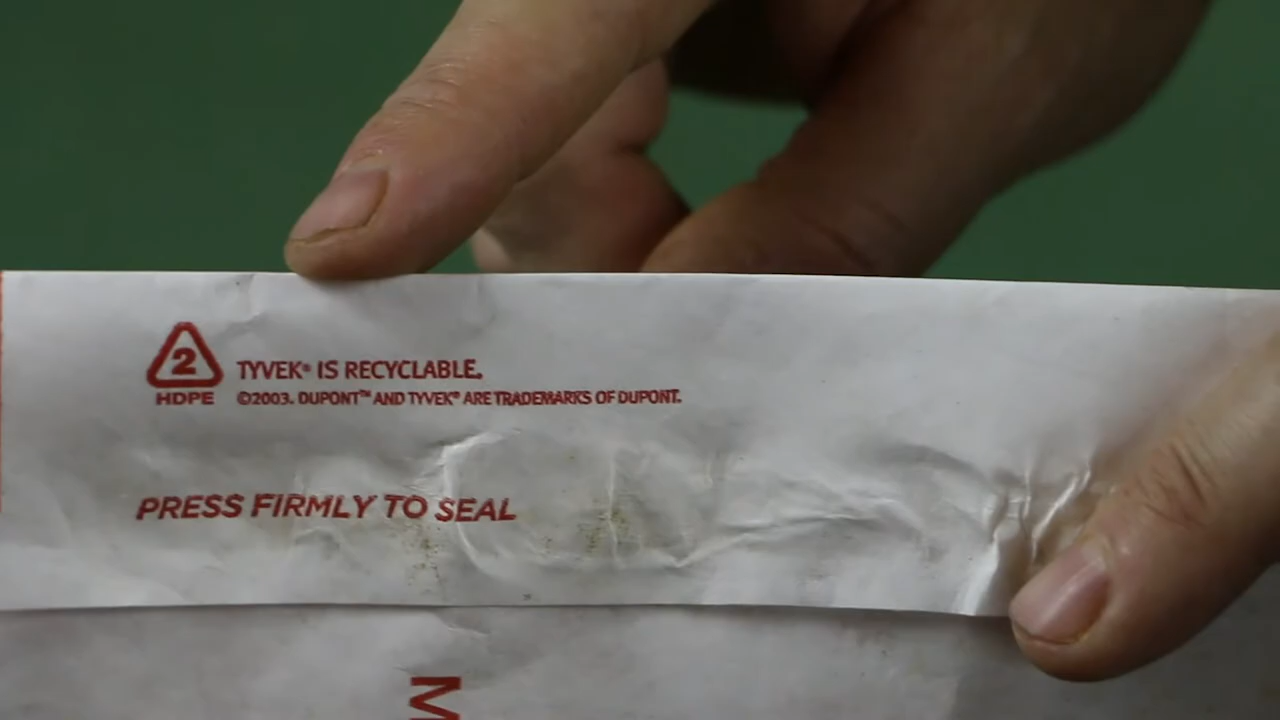 2
HDPE
TYVEK® IS RECYCLABLE.
©2003. DUPONT™ AND TYVEK® ARE TRADEMARKS OF DUPONT.
PRESS FIRMLY TO SEAL
M